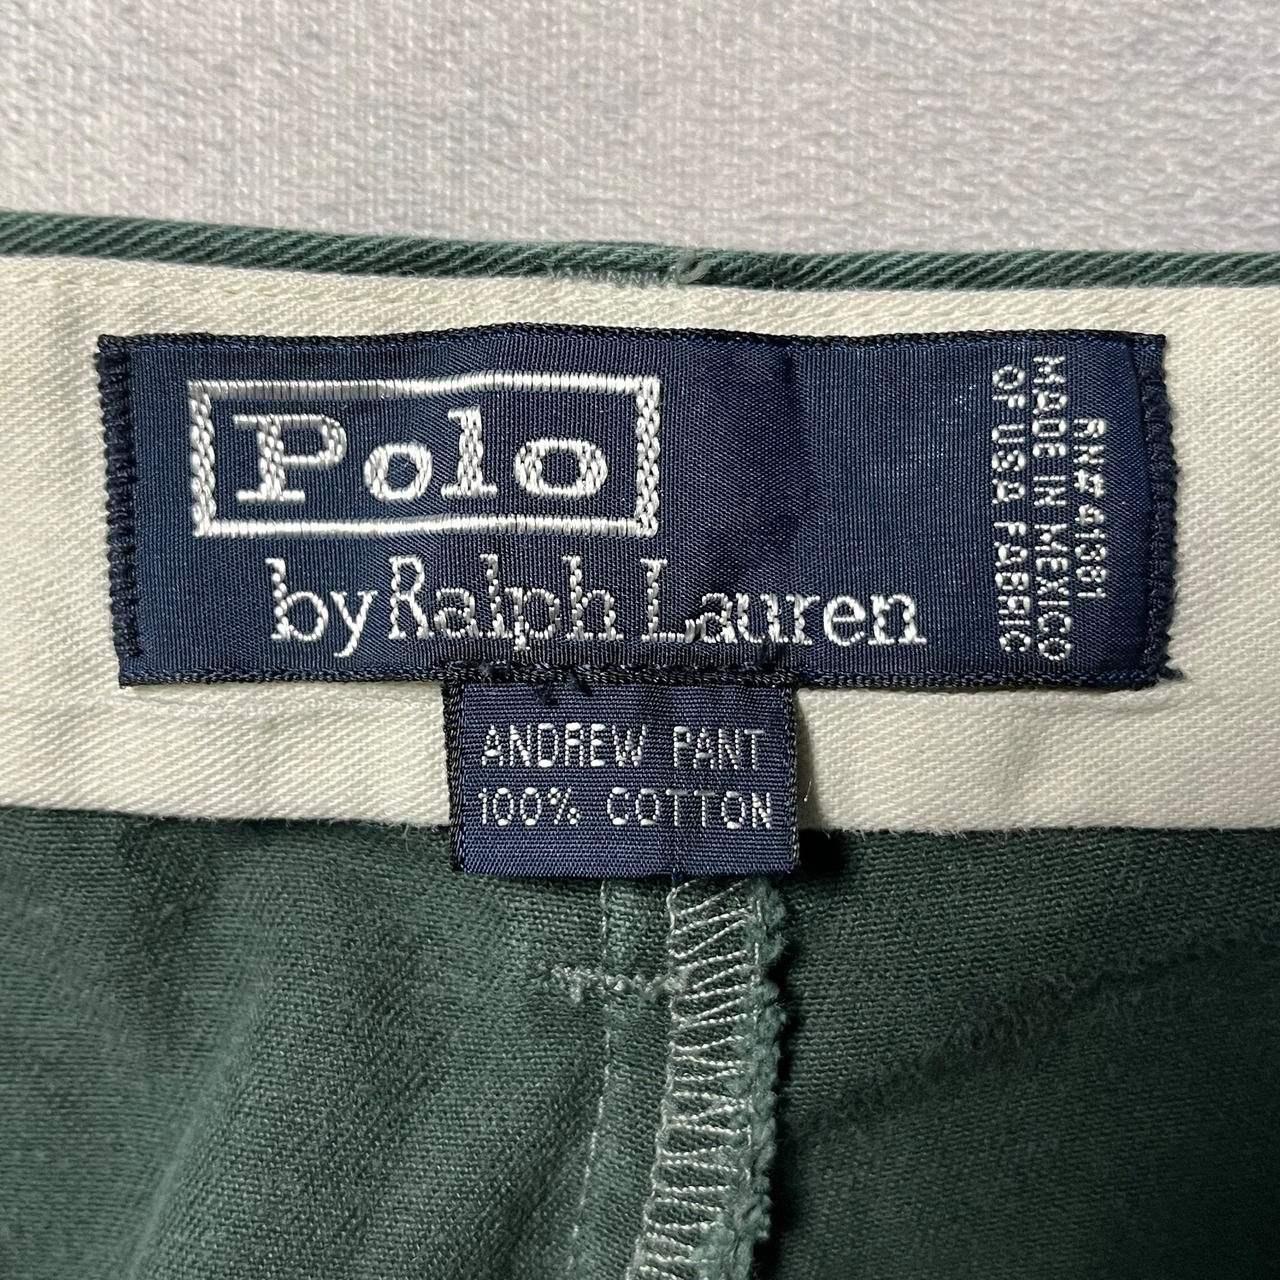 Polo
by Ralph Lauren
RN#41381
MADE IN MEXICO
OF USA FABRIC
ANDREW PANT
100% COTTON